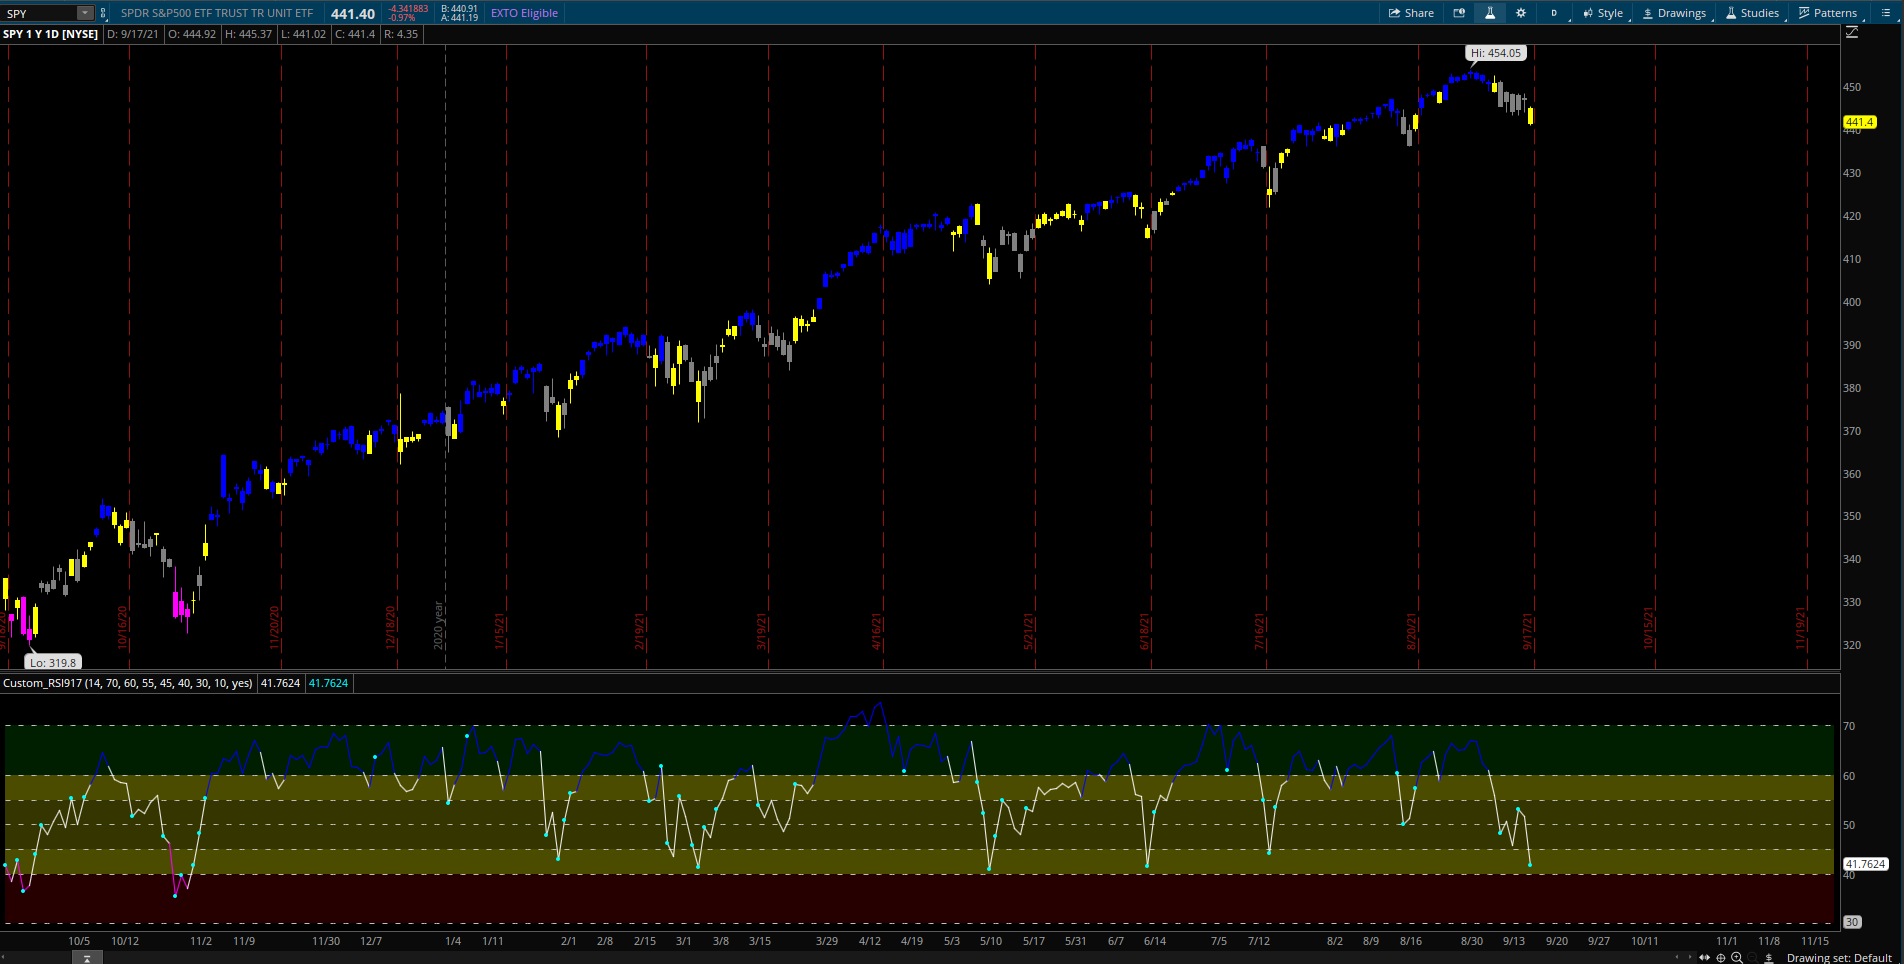 SPY SPDR S&P500 ETF TRUST TR UNIT ETF 441.40 -4.341883 -0.97% B: 440.91 A: 441.19 EXTO Eligible Share D Style Drawings Studies Patterns
SPY 1 Y 1D [NYSE] D: 9/17/21 O: 444.92 H: 445.37 L: 441.02 C: 441.4 R: 4.35
Hi: 454.05
450
441.4
440
430
420
410
400
390
380
370
360
350
340
330
320
10/16/20 11/20/20 12/18/20 2020 year 1/15/21 2/19/21 3/19/21 4/16/21 5/21/21 6/18/21 7/16/21 8/20/21 9/17/21 10/15/21 11/19/21
Lo: 319.8
Custom_RSI917 (14, 70, 60, 55, 45, 40, 30, 10, yes) 41.7624 41.7624
70
60
50
41.7624
40
30
10/5 10/12 11/2 11/9 11/30 12/7 1/4 1/11 2/1 2/8 2/15 3/1 3/8 3/15 3/29 4/12 4/19 5/3 5/10 5/17 5/31 6/7 6/14 7/5 7/12 8/2 8/9 8/16 8/30 9/13 9/20 9/27 10/11 11/1 11/8 11/15
Drawing set: Default